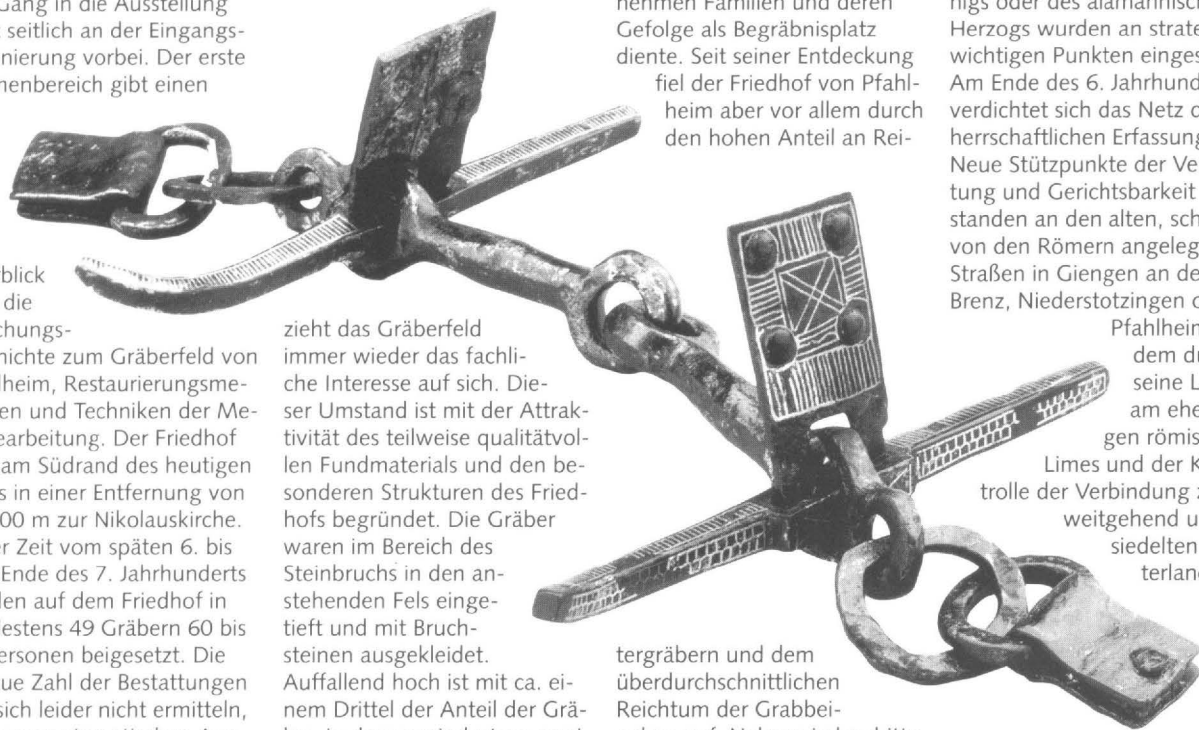 Gang in die Ausstellung
seitlich an der Eingangs-
nierung vorbei. Der erste
nenbereich gibt einen
blick
die
chungs-
hichte zum Gräberfeld von
lheim, Restaurierungsme-
en und Techniken der Me-
earbeitung. Der Friedhof
am Südrand des heutigen
s in einer Entfernung von
00 m zur Nikolauskirche.
er Zeit vom späten 6. bis
Ende des 7. Jahrhunderts
den auf dem Friedhof in
destens 49 Gräbern 60 bis
ersonen beigesetzt. Die
ue Zahl der Bestattungen
sich leider nicht ermitteln,
zieht das Gräberfeld
immer wieder das fachli-
che Interesse auf sich. Die-
ser Umstand ist mit der Attrak-
tivität des teilweise qualitätvol-
len Fundmaterials und den be-
sonderen Strukturen des Fried-
hofs begründet. Die Gräber
waren im Bereich des
Steinbruchs in den an-
stehenden Fels einge-
tieft und mit Bruch-
steinen ausgekleidet.
Auffallend hoch ist mit ca. ei-
nem Drittel der Anteil der Grä-
nehmen Familien und deren
Gefolge als Begräbnisplatz
diente. Seit seiner Entdeckung
fiel der Friedhof von Pfahl-
heim aber vor allem durch
den hohen Anteil an Rei-
tergräbern und dem
überdurchschnittlichen
Reichtum der Grabbei-
nigs oder des alamannisch
Herzogs wurden an strate
wichtigen Punkten einges
Am Ende des 6. Jahrhund
verdichtet sich das Netz d
herrschaftlichen Erfassung
Neue Stützpunkte der Ve
tung und Gerichtsbarkeit
standen an den alten, sch
von den Römern angeleg
Straßen in Giengen an de
Brenz, Niederstotzingen o
Pfahlheim
dem du
seine L
am ehe
gen römis
Limes und der K
trolle der Verbindung z
weitgehend u
siedelten
terland